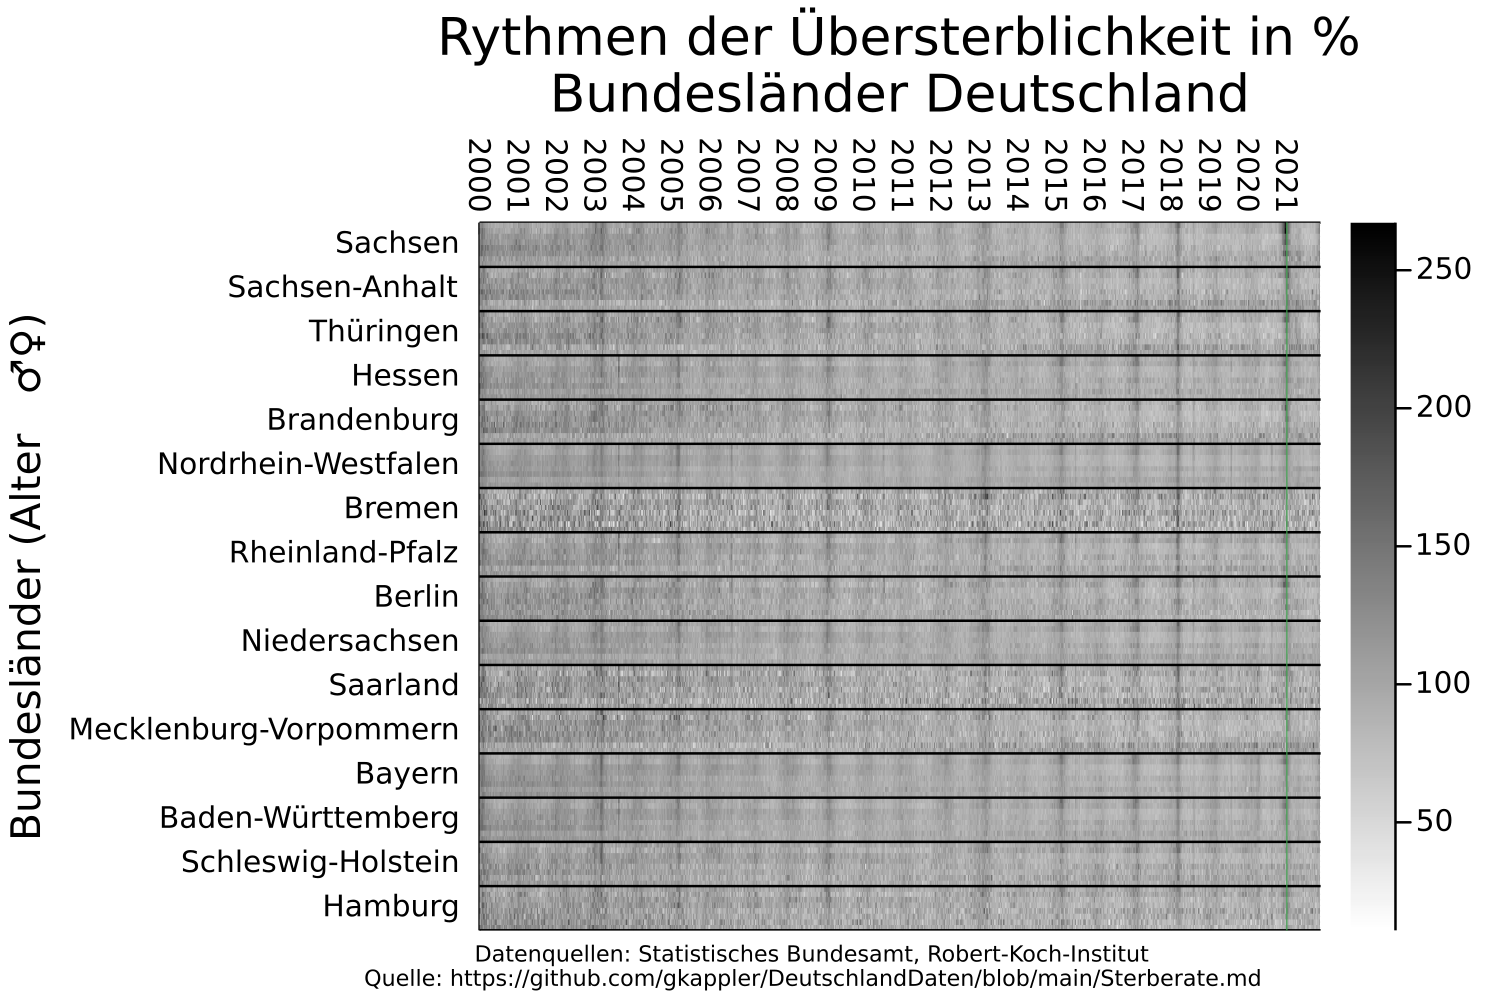 Rythmen der Übersterblichkeit in %
Bundesländer Deutschland
2000 2001 2002 2003 2004 2005 2006 2007 2008 2009 2010 2011 2012 2013 2014 2015 2016 2017 2018 2019 2020 2021
Bundesländer (Alter ♂♀)
Sachsen
Sachsen-Anhalt
Thüringen
Hessen
Brandenburg
Nordrhein-Westfalen
Bremen
Rheinland-Pfalz
Berlin
Niedersachsen
Saarland
Mecklenburg-Vorpommern
Bayern
Baden-Württemberg
Schleswig-Holstein
Hamburg
250
200
150
100
50
Datenquellen: Statistisches Bundesamt, Robert-Koch-Institut
Quelle: https://github.com/gkappler/DeutschlandDaten/blob/main/Sterberate.md